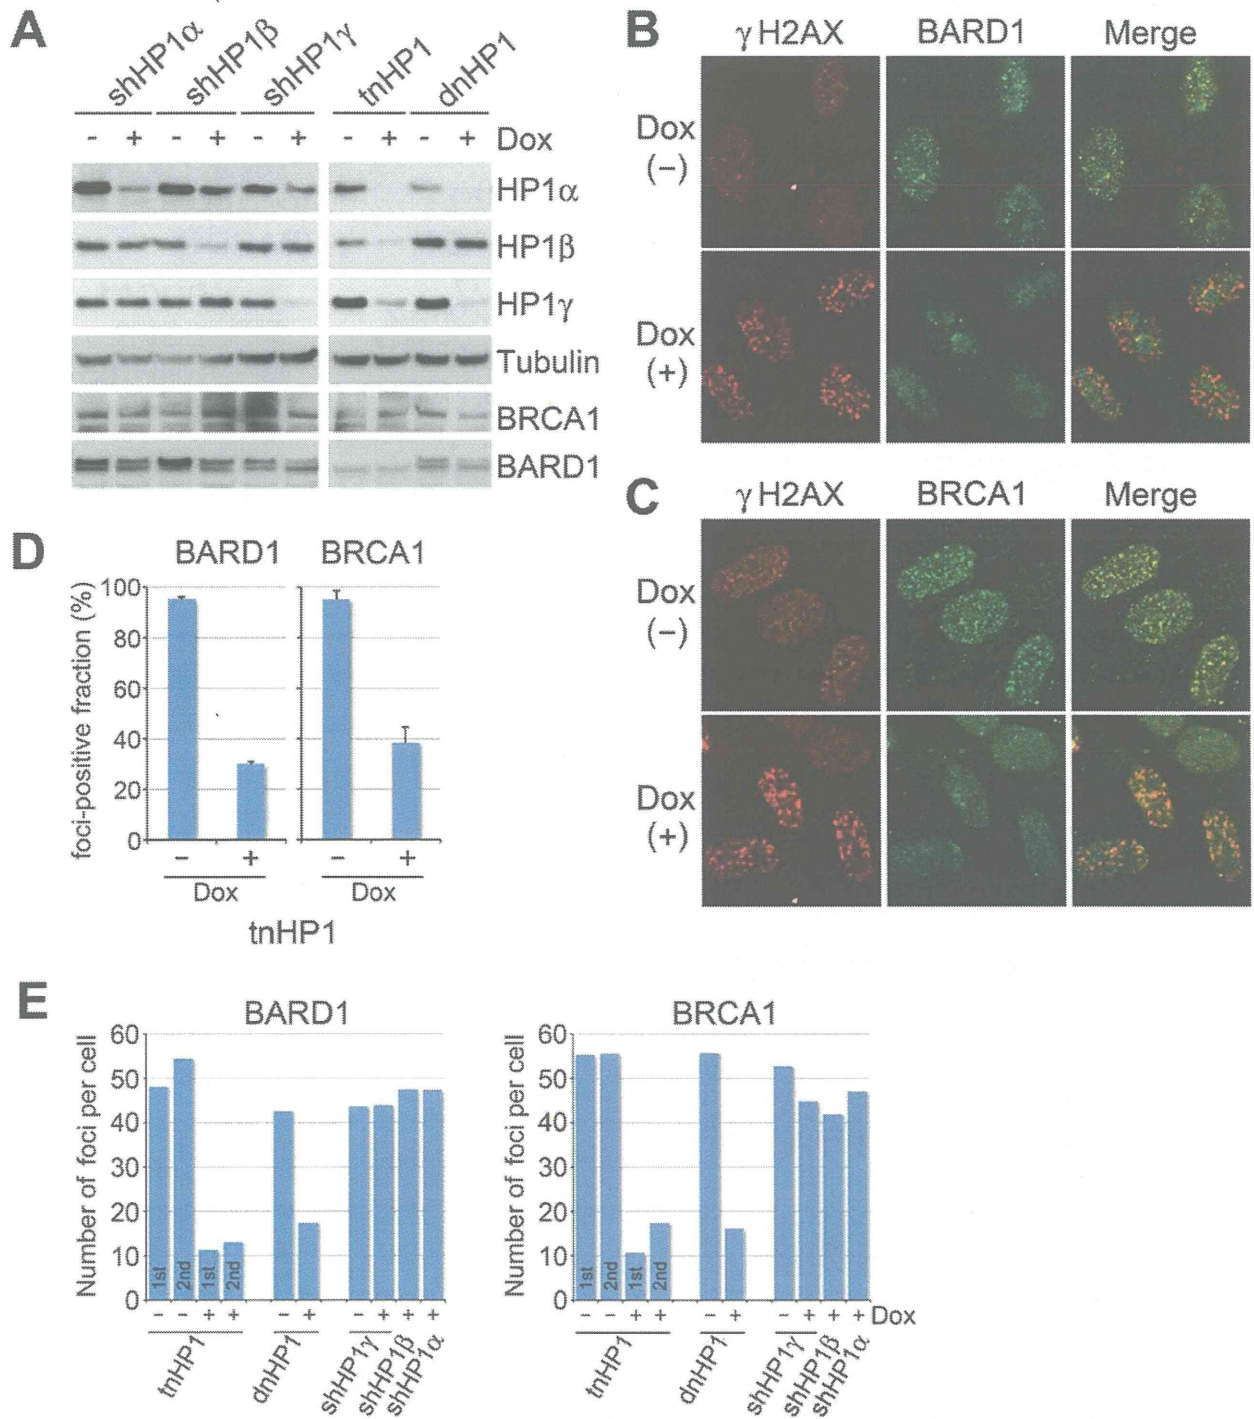 A
shHP1α shHP1β shHP1γ tnHP1 dnHP1
- + - + - + - + - + Dox
HP1α
HP1β
HP1γ
Tubulin
BRCA1
BARD1
B
γH2AX BARD1 Merge
Dox
(−)
Dox
(+)
C
γH2AX BRCA1 Merge
Dox
(−)
Dox
(+)
D
BARD1 BRCA1
foci-positive fraction (%)
100
80
60
40
20
0
− + − +
Dox Dox
tnHP1
E
BARD1
Number of foci per cell
60
50
40
30
20
10
0
1st 2nd 1st 2nd
- - + + - + - + + +
tnHP1 dnHP1 shHP1γ shHP1β shHP1α
BRCA1
Number of foci per cell
60
50
40
30
20
10
0
1st 2nd 1st 2nd
- - + + - + - + + + Dox
tnHP1 dnHP1 shHP1γ shHP1β shHP1α